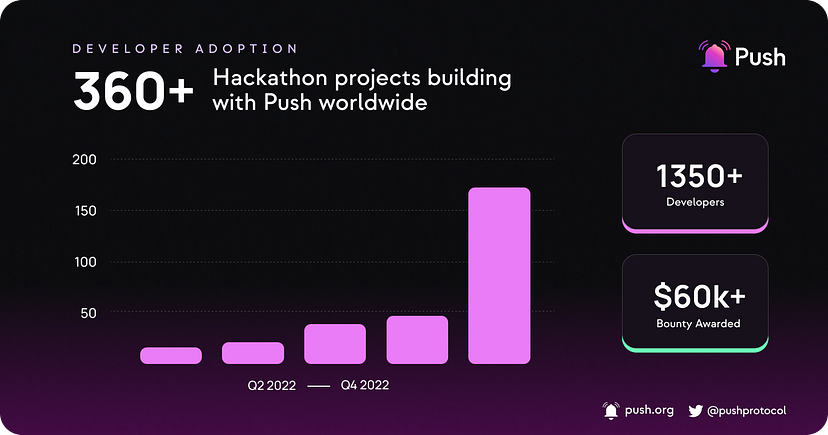 DEVELOPER ADOPTION
360+
Hackathon projects building
with Push worldwide
Push
200
150
100
50
Q2 2022 — Q4 2022
1350+
Developers
$60k+
Bounty Awarded
push.org
@pushprotocol